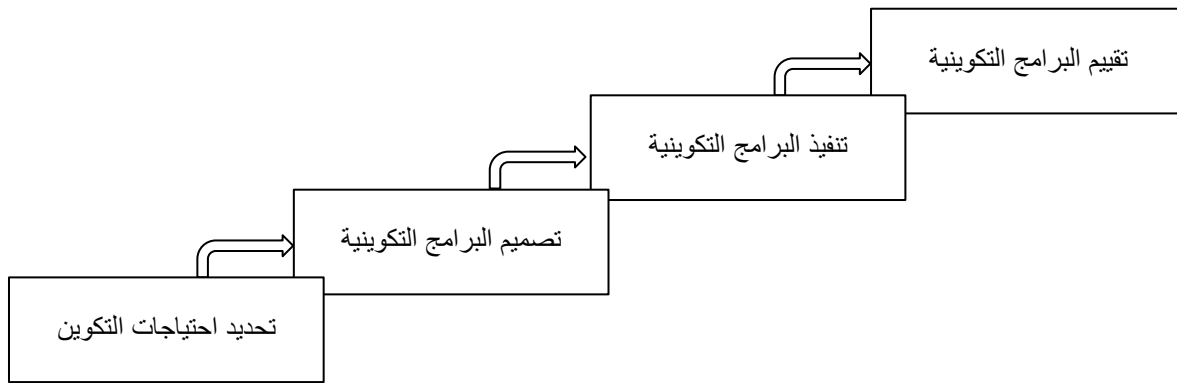 تقييم البرامج التكوينية
تنفيذ البرامج التكوينية
تصميم البرامج التكوينية
تحديد احتياجات التكوين